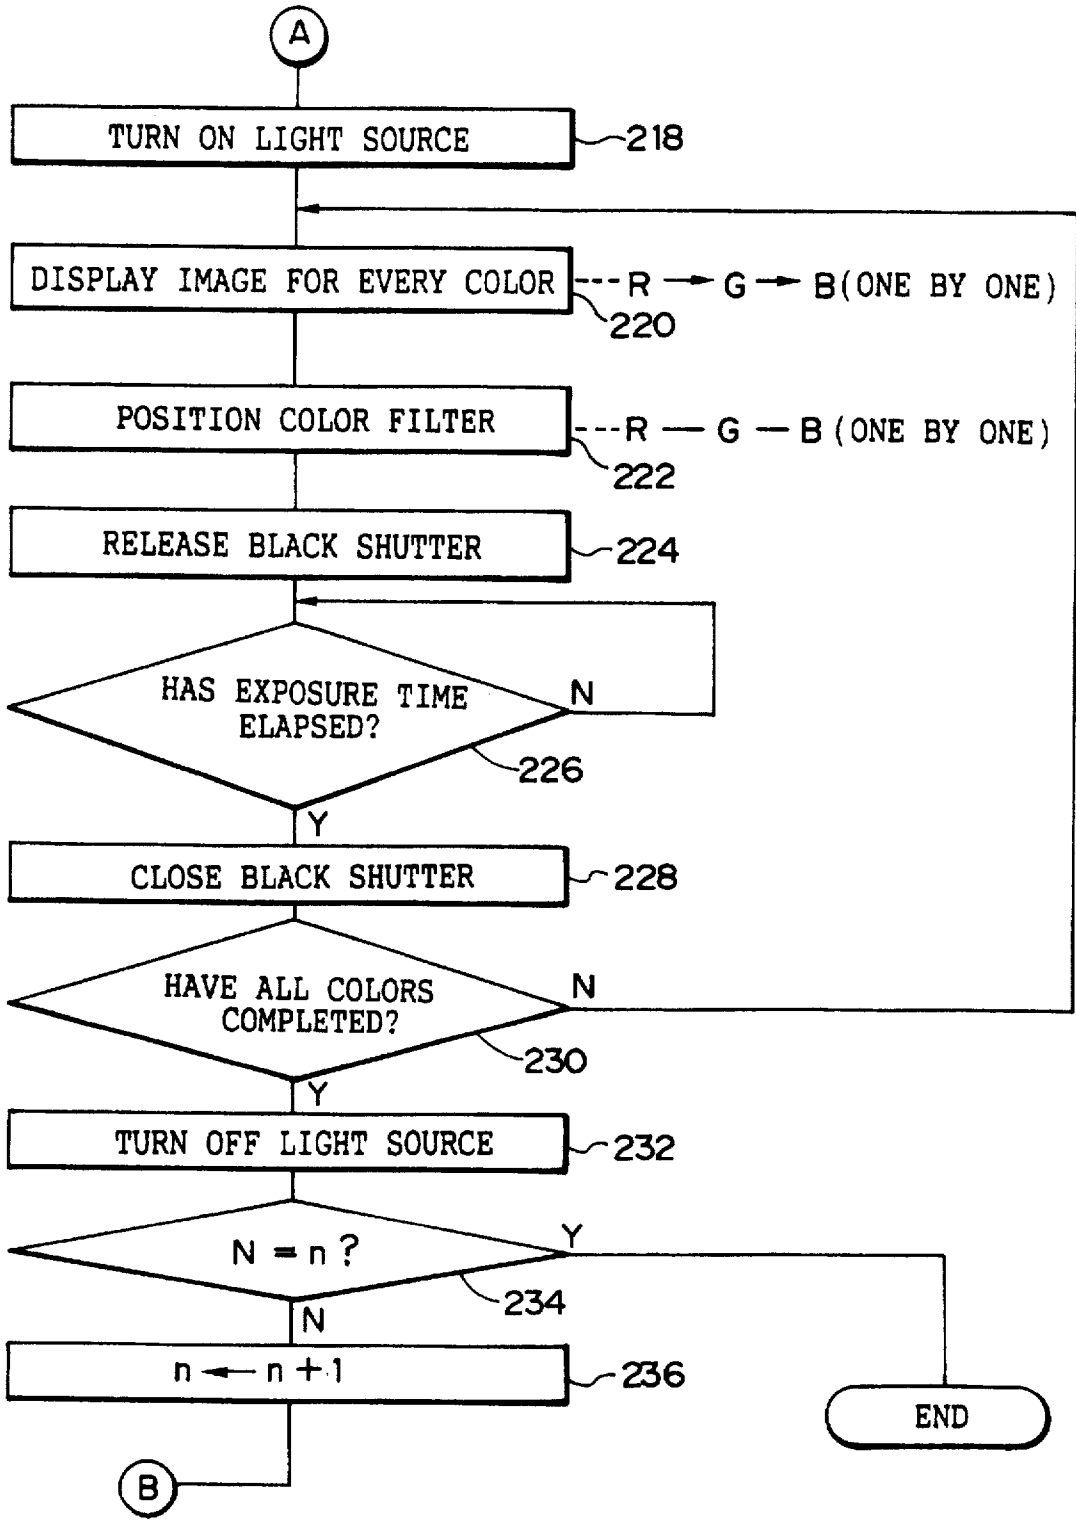 A
TURN ON LIGHT SOURCE
218
DISPLAY IMAGE FOR EVERY COLOR
---R → G → B (ONE BY ONE)
220
POSITION COLOR FILTER
---R — G — B (ONE BY ONE)
222
RELEASE BLACK SHUTTER
224
HAS EXPOSURE TIME
ELAPSED?
N
226
Y
CLOSE BLACK SHUTTER
228
HAVE ALL COLORS
COMPLETED?
N
230
Y
TURN OFF LIGHT SOURCE
232
N = n ?
Y
234
N
n ← n + 1
236
END
B